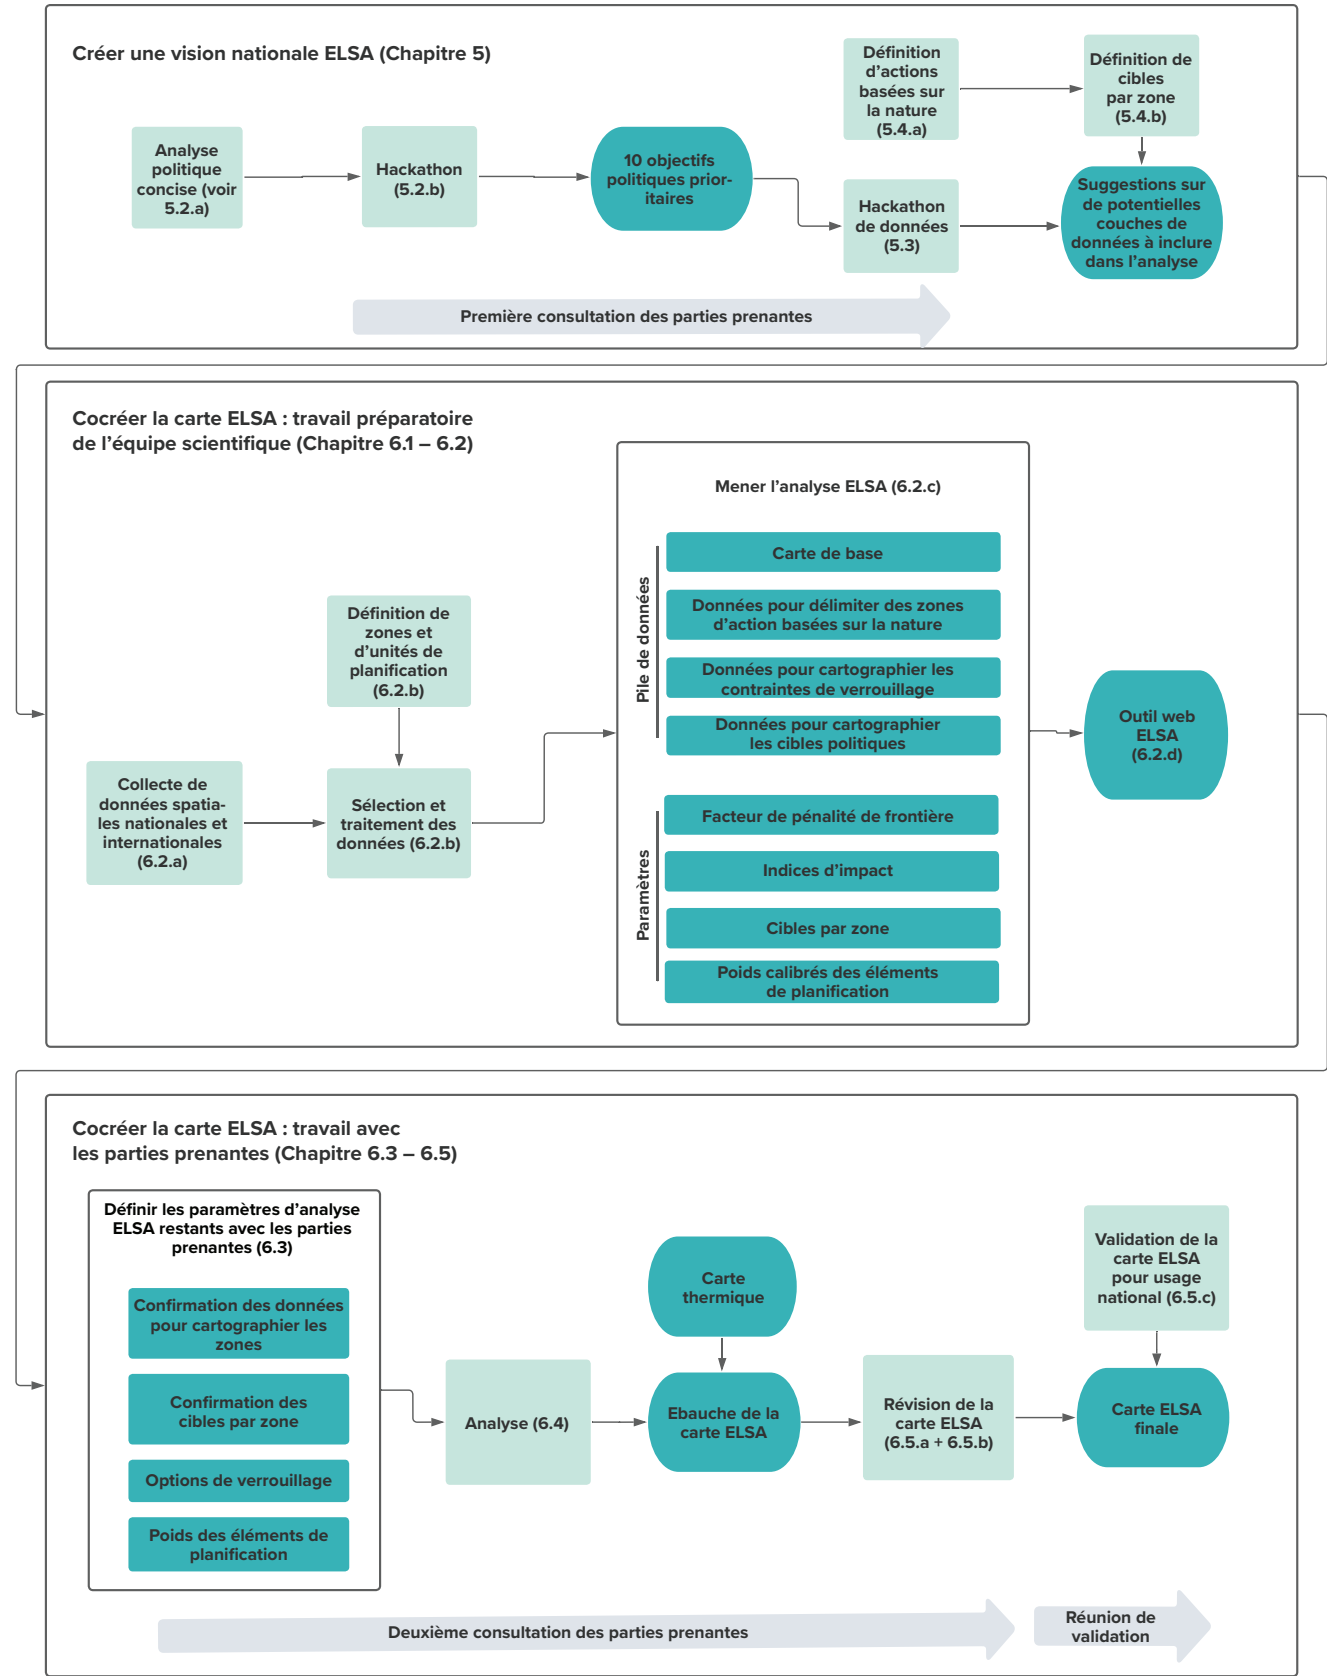 Créer une vision nationale ELSA (Chapitre 5)
Analyse
politique
concise (voir
5.2.a)
Hackathon
(5.2.b)
10 objectifs
politiques prior-
itaires
Définition
d’actions
basées sur
la nature
(5.4.a)
Définition de
cibles
par zone
(5.4.b)
Hackathon
de données
(5.3)
Suggestions sur
de potentielles
couches de
données à inclure
dans l’analyse
Première consultation des parties prenantes
Cocréer la carte ELSA : travail préparatoire
de l’équipe scientifique (Chapitre 6.1 – 6.2)
Collecte de
données spatia-
les nationales et
internationales
(6.2.a)
Définition de
zones et
d’unités de
planification
(6.2.b)
Sélection et
traitement des
données (6.2.b)
Mener l’analyse ELSA (6.2.c)
Pile de données
Carte de base
Données pour délimiter des zones
d’action basées sur la nature
Données pour cartographier les
contraintes de verrouillage
Données pour cartographier
les cibles politiques
Paramètres
Facteur de pénalité de frontière
Indices d’impact
Cibles par zone
Poids calibrés des éléments
de planification
Outil web
ELSA
(6.2.d)
Cocréer la carte ELSA : travail avec
les parties prenantes (Chapitre 6.3 – 6.5)
Définir les paramètres d’analyse
ELSA restants avec les parties
prenantes (6.3)
Confirmation des données
pour cartographier les
zones
Confirmation des
cibles par zone
Options de verrouillage
Poids des éléments de
planification
Analyse (6.4)
Carte
thermique
Ebauche de la
carte ELSA
Révision de la
carte ELSA
(6.5.a + 6.5.b)
Validation de la
carte ELSA
pour usage
national (6.5.c)
Carte ELSA
finale
Deuxième consultation des parties prenantes
Réunion de
validation